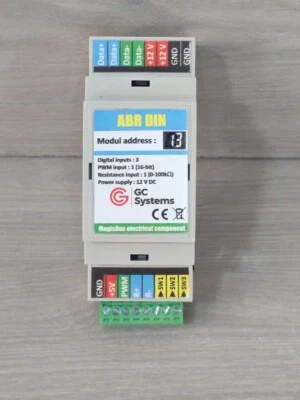 Data+
Data+
Data-
Data-
+12 V
+12 V
GND
GND
ABR DIN
Modul address : 13
Digital inputs : 3
PWM input : 1 (16-bit)
Resistance input : 1 (0-100kΩ)
Power supply : 12 V DC
GC
Systems
CE
MagicBus electrical component
GND
+5V
PWM
R+
R-
SW1
SW2
SW3